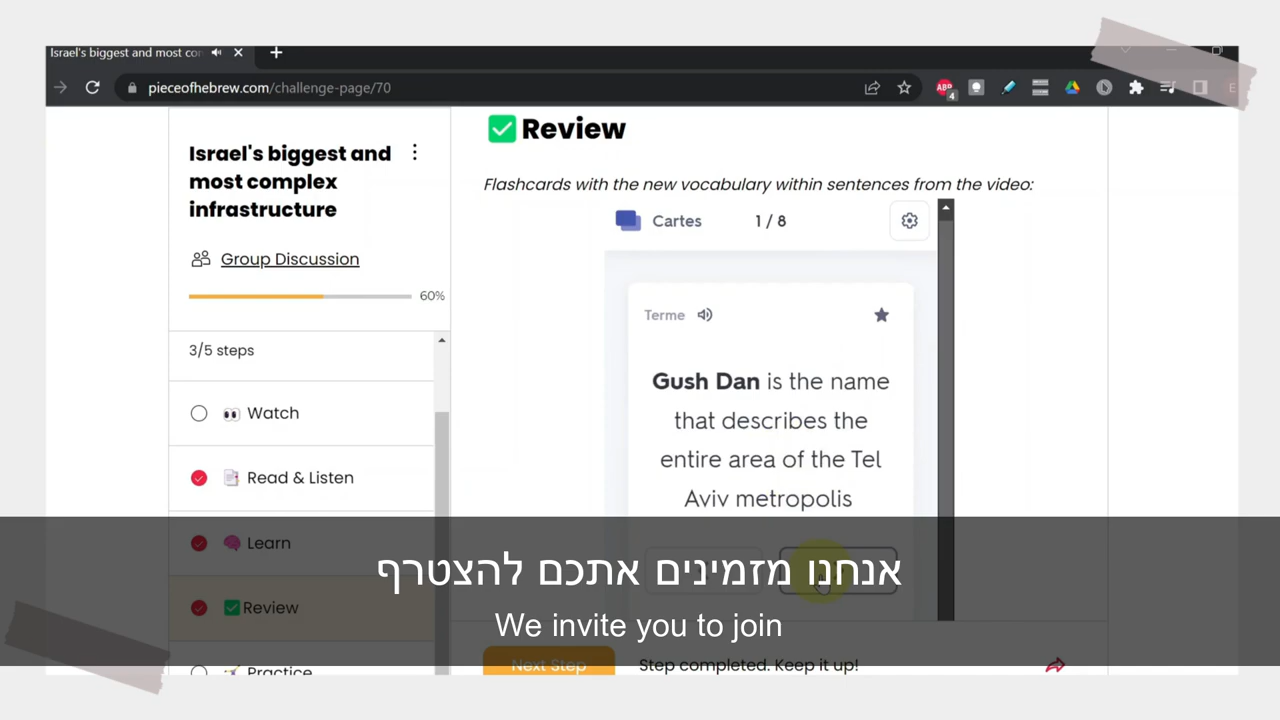 Israel's biggest and most co
pieceofhebrew.com/challenge-page/70
ABP
4
E
Israel's biggest and
most complex
infrastructure
Group Discussion
60%
3/5 steps
Watch
Read & Listen
Learn
Review
Practice
Review
Flashcards with the new vocabulary within sentences from the video:
Cartes
1 / 8
Terme
Gush Dan is the name
that describes the
entire area of the Tel
Aviv metropolis
אנחנו מזמינים אתכם להצטרף
We invite you to join
Next Step
Step completed. Keep it up!